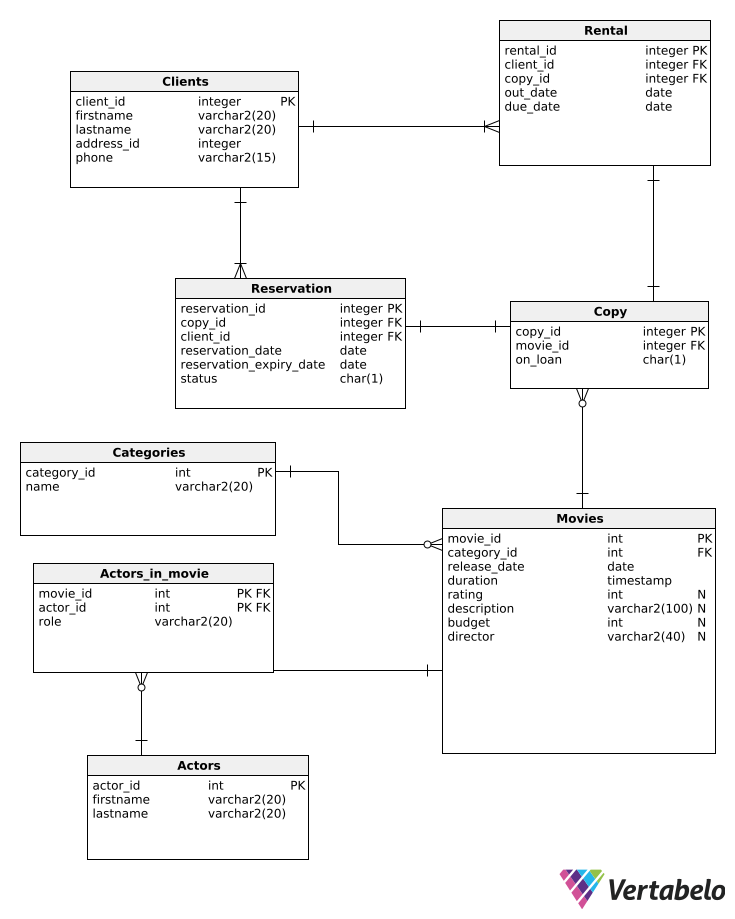 Rental
rental_id integer PK
client_id integer FK
copy_id integer FK
out_date date
due_date date
Clients
client_id integer PK
firstname varchar2(20)
lastname varchar2(20)
address_id integer
phone varchar2(15)
Reservation
reservation_id integer PK
copy_id integer FK
client_id integer FK
reservation_date date
reservation_expiry_date date
status char(1)
Copy
copy_id integer PK
movie_id integer FK
on_loan char(1)
Categories
category_id int PK
name varchar2(20)
Movies
movie_id int PK
category_id int FK
release_date date
duration timestamp
rating int N
description varchar2(100) N
budget int N
director varchar2(40) N
Actors_in_movie
movie_id int PK FK
actor_id int PK FK
role varchar2(20)
Actors
actor_id int PK
firstname varchar2(20)
lastname varchar2(20)
Vertabelo